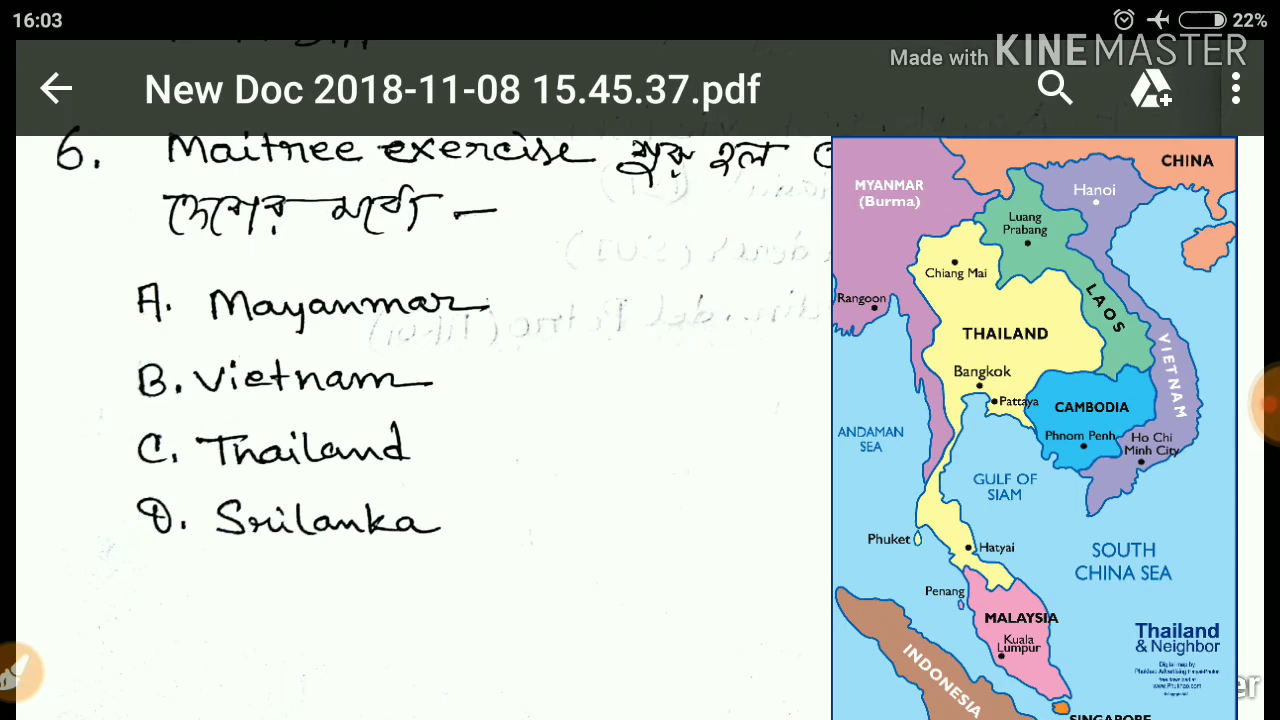 16:03
22%
Made with KINEMASTER
New Doc 2018-11-08 15.45.37.pdf
6. Maitree exercise শুরু হল
দেশের মধ্যে —
A. Mayanmar
B. Vietnam
C. Thailand
D. Srilanka
CHINA
MYANMAR
(Burma)
Hanoi
Luang
Prabang
Chiang Mai
Rangoon
LAOS
THAILAND
VIETNAM
Bangkok
Pattaya
CAMBODIA
ANDAMAN
SEA
Phnom Penh
Ho Chi
Minh City
GULF OF
SIAM
Phuket
Hatyai
SOUTH
CHINA SEA
Penang
MALAYSIA
Kuala
Lumpur
Thailand
& Neighbor
INDONESIA
SINGAPORE